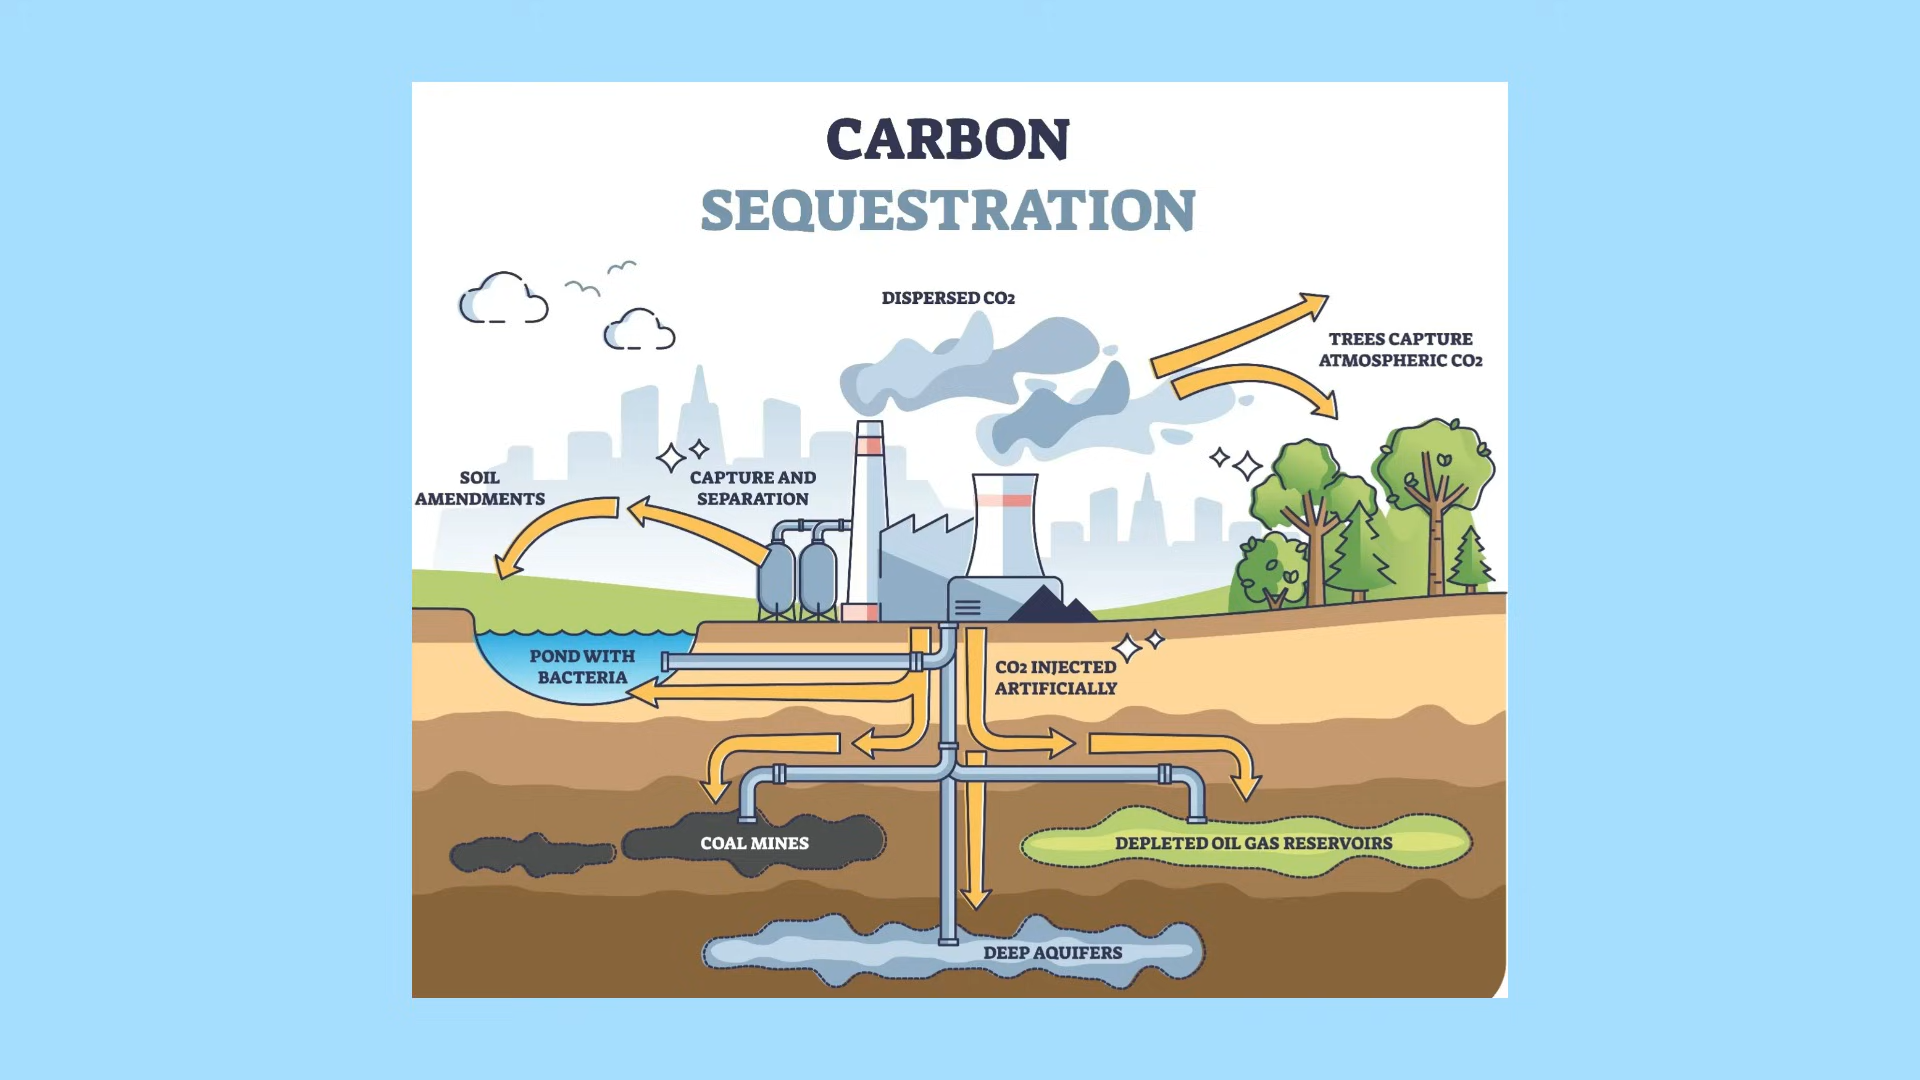 CARBON
SEQUESTRATION
DISPERSED CO2
TREES CAPTURE
ATMOSPHERIC CO2
SOIL
AMENDMENTS
CAPTURE AND
SEPARATION
POND WITH
BACTERIA
CO2 INJECTED
ARTIFICIALLY
COAL MINES
DEPLETED OIL GAS RESERVOIRS
DEEP AQUIFERS